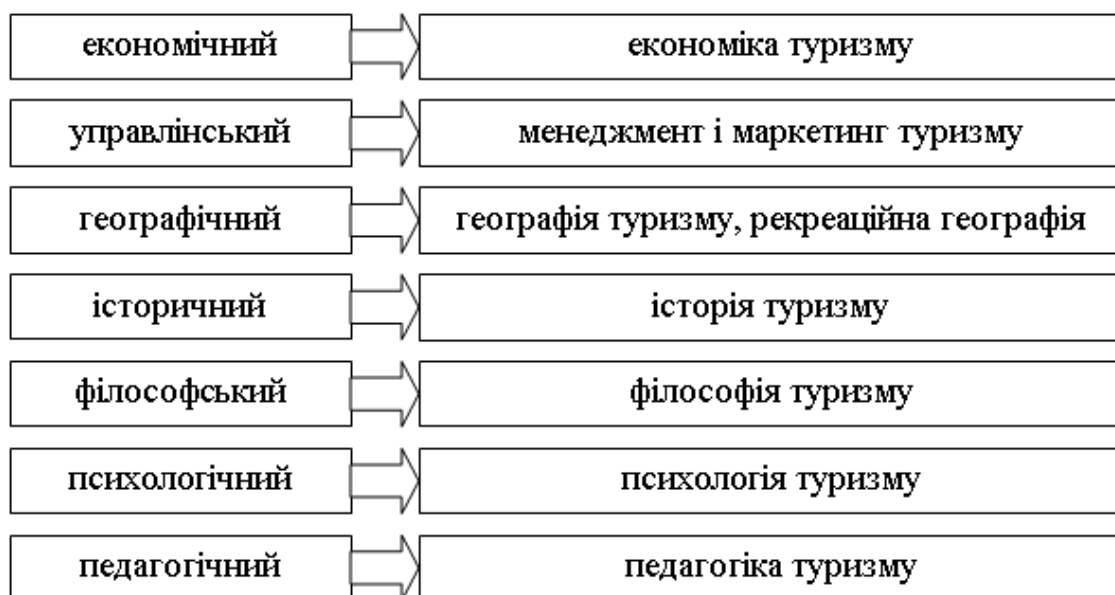 економічний економіка туризму
управлінський менеджмент і маркетинг туризму
географічний географія туризму, рекреаційна географія
історичний історія туризму
філософський філософія туризму
психологічний психологія туризму
педагогічний педагогіка туризму